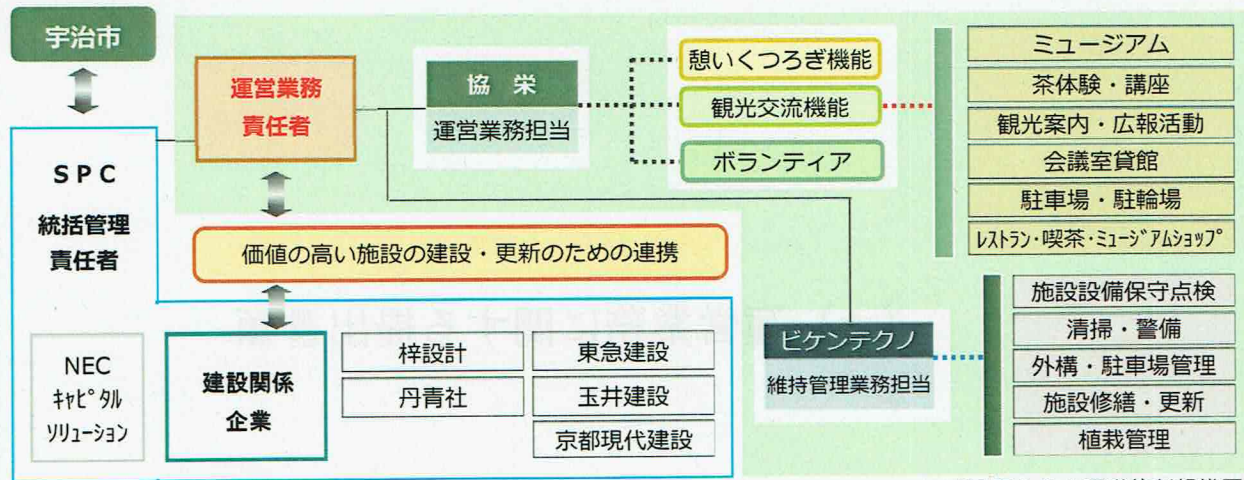 宇治市
SPC
統括管理
責任者
NEC
ｷｬﾋﾟﾀﾙ
ｿﾘｭｰｼｮﾝ
運営業務
責任者
協 栄
運営業務担当
憩いくつろぎ機能
観光交流機能
ボランティア
ミュージアム
茶体験・講座
観光案内・広報活動
会議室貸館
駐車場・駐輪場
ﾚｽﾄﾗﾝ・喫茶・ﾐｭｰｼﾞｱﾑｼｮｯﾌﾟ
価値の高い施設の建設・更新のための連携
建設関係
企業
梓設計
丹青社
東急建設
玉井建設
京都現代建設
ビケンテクノ
維持管理業務担当
施設設備保守点検
清掃・警備
外構・駐車場管理
施設修繕・更新
植栽管理